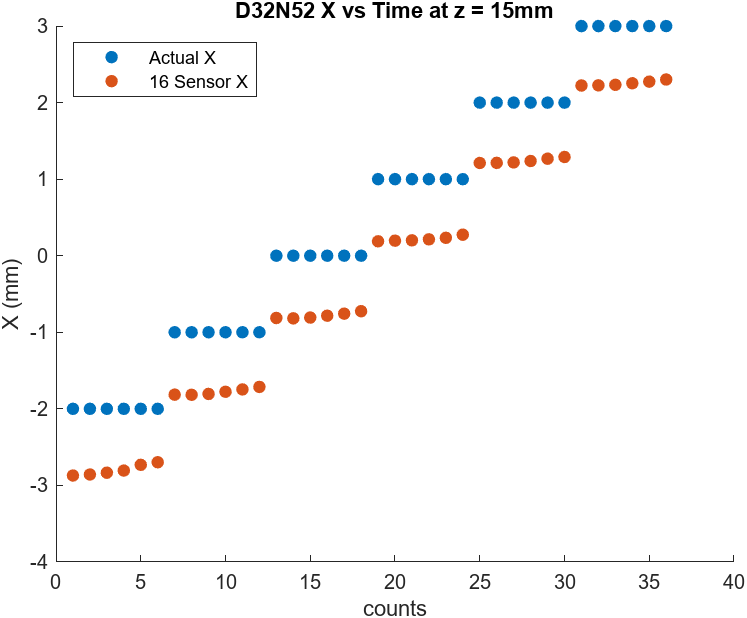 D32N52 X vs Time at z = 15mm
Actual X
16 Sensor X
X (mm)
3
2
1
0
-1
-2
-3
-4
0 5 10 15 20 25 30 35 40
counts